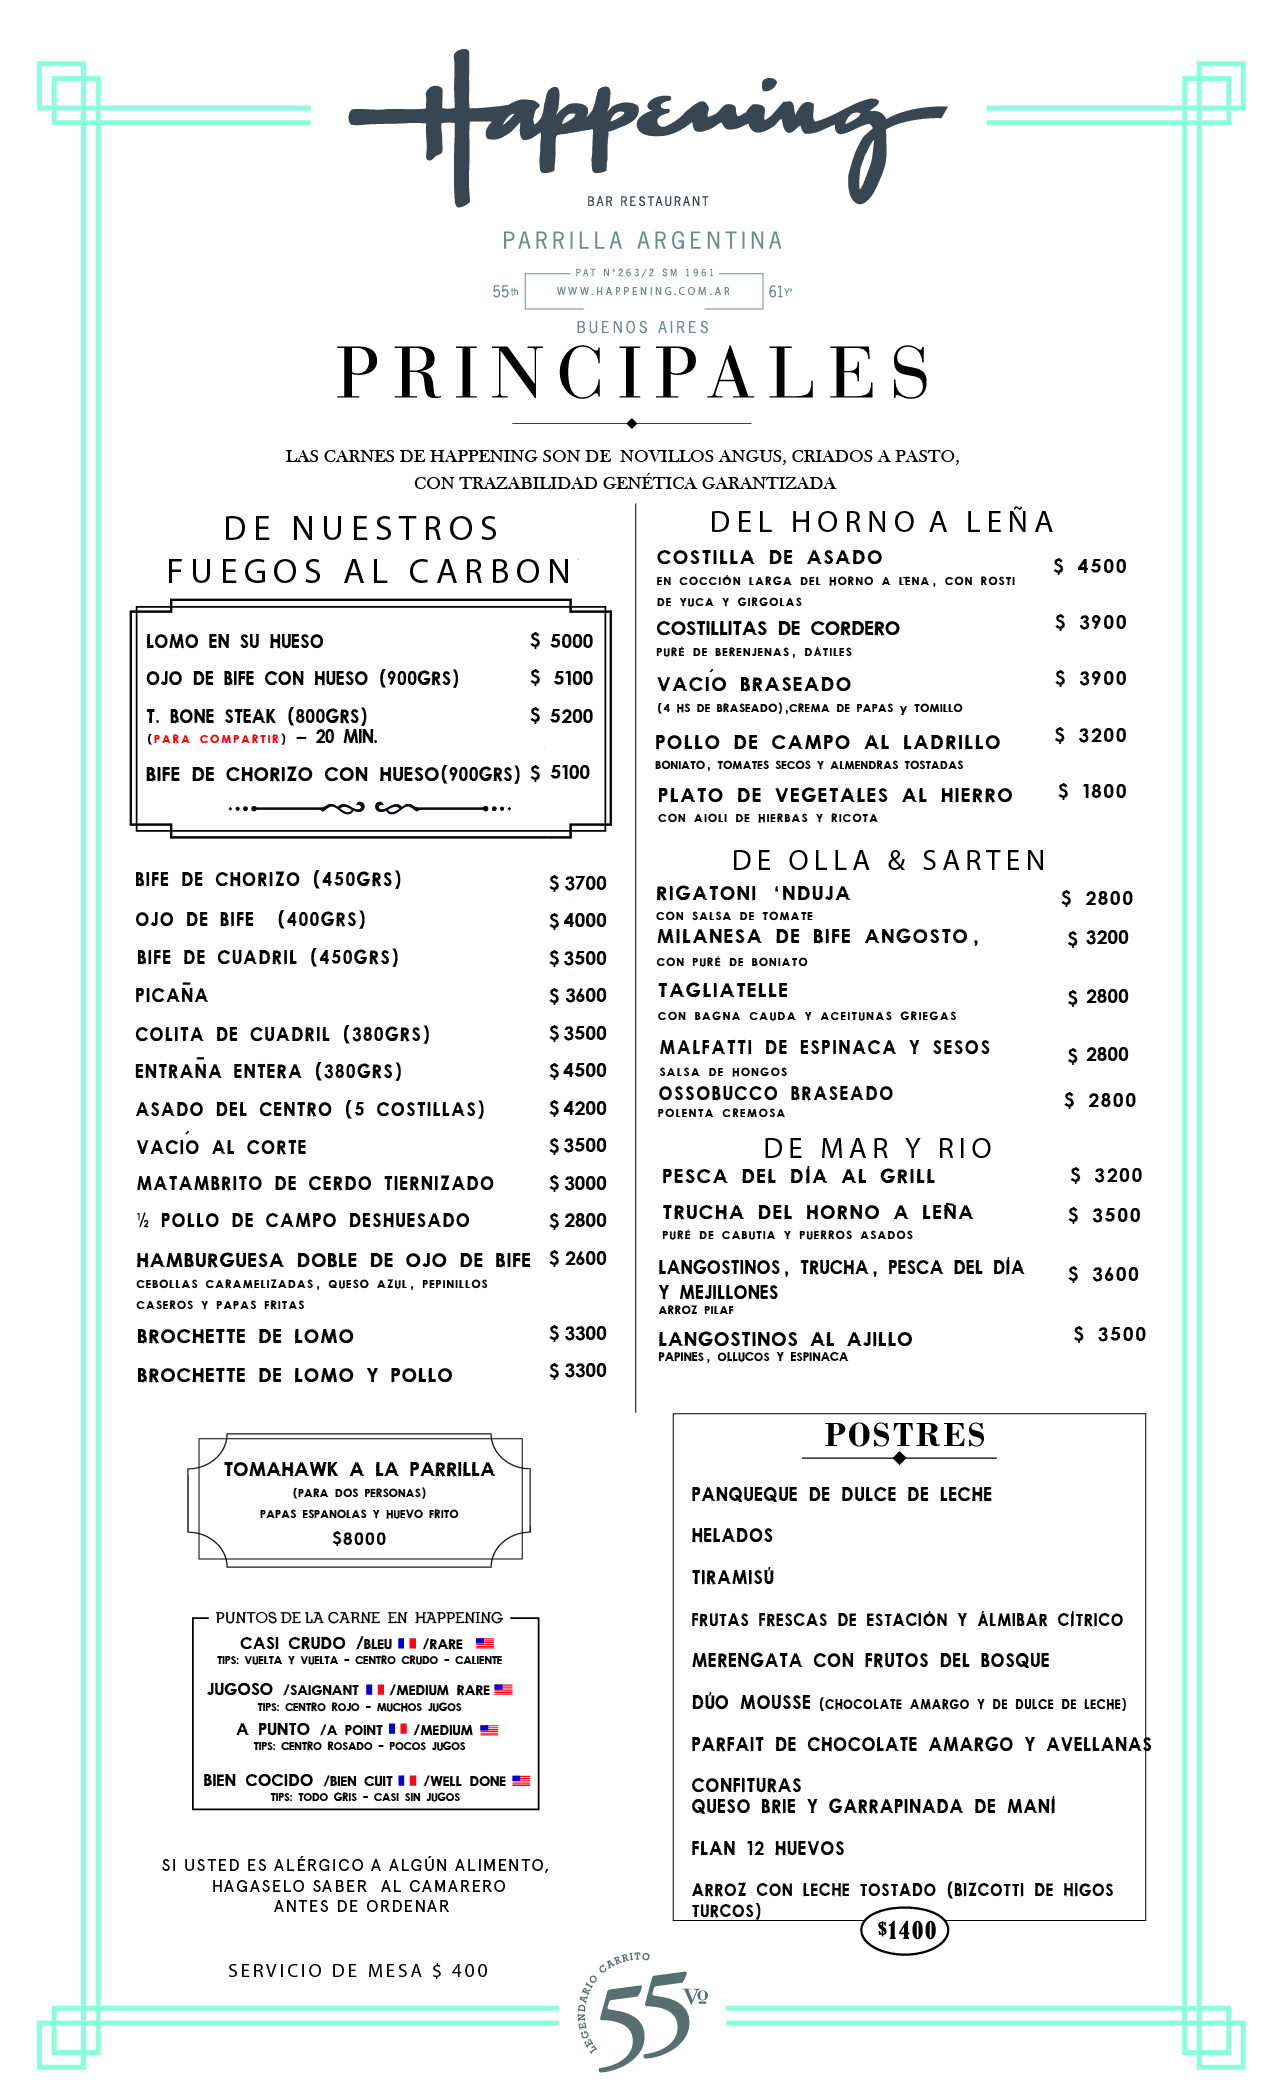 Happening
BAR RESTAURANT
PARRILLA ARGENTINA
PAT N°263/2 SM 1961
55th WWW.HAPPENING.COM.AR 61Yº
BUENOS AIRES
PRINCIPALES
LAS CARNES DE HAPPENING SON DE NOVILLOS ANGUS, CRIADOS A PASTO,
CON TRAZABILIDAD GENÉTICA GARANTIZADA
DE NUESTROS
FUEGOS AL CARBON
LOMO EN SU HUESO $ 5000
OJO DE BIFE CON HUESO (900GRS) $ 5100
T. BONE STEAK (800GRS) $ 5200
(PARA COMPARTIR) – 20 MIN.
BIFE DE CHORIZO CON HUESO(900GRS) $ 5100
BIFE DE CHORIZO (450GRS) $ 3700
OJO DE BIFE (400GRS) $ 4000
BIFE DE CUADRIL (450GRS) $ 3500
PICAÑA $ 3600
COLITA DE CUADRIL (380GRS) $ 3500
ENTRAÑA ENTERA (380GRS) $ 4500
ASADO DEL CENTRO (5 COSTILLAS) $ 4200
VACÍO AL CORTE $ 3500
MATAMBRITO DE CERDO TIERNIZADO $ 3000
½ POLLO DE CAMPO DESHUESADO $ 2800
HAMBURGUESA DOBLE DE OJO DE BIFE $ 2600
CEBOLLAS CARAMELIZADAS, QUESO AZUL, PEPINILLOS
CASEROS Y PAPAS FRITAS
BROCHETTE DE LOMO $ 3300
BROCHETTE DE LOMO Y POLLO $ 3300
TOMAHAWK A LA PARRILLA
(PARA DOS PERSONAS)
PAPAS ESPANOLAS Y HUEVO FRITO
$8000
PUNTOS DE LA CARNE EN HAPPENING
CASI CRUDO /BLEU /RARE
TIPS: VUELTA Y VUELTA - CENTRO CRUDO - CALIENTE
JUGOSO /SAIGNANT /MEDIUM RARE
TIPS: CENTRO ROJO - MUCHOS JUGOS
A PUNTO /A POINT /MEDIUM
TIPS: CENTRO ROSADO - POCOS JUGOS
BIEN COCIDO /BIEN CUIT /WELL DONE
TIPS: TODO GRIS - CASI SIN JUGOS
SI USTED ES ALÉRGICO A ALGÚN ALIMENTO,
HAGASELO SABER AL CAMARERO
ANTES DE ORDENAR
SERVICIO DE MESA $ 400
DEL HORNO A LEÑA
COSTILLA DE ASADO $ 4500
EN COCCIÓN LARGA DEL HORNO A LEÑA, CON ROSTI
DE YUCA Y GIRGOLAS
COSTILLITAS DE CORDERO $ 3900
PURÉ DE BERENJENAS, DÁTILES
VACÍO BRASEADO $ 3900
(4 HS DE BRASEADO),CREMA DE PAPAS y TOMILLO
POLLO DE CAMPO AL LADRILLO $ 3200
BONIATO, TOMATES SECOS Y ALMENDRAS TOSTADAS
PLATO DE VEGETALES AL HIERRO $ 1800
CON AIOLI DE HIERBAS Y RICOTA
DE OLLA & SARTEN
RIGATONI ‘NDUJA $ 2800
CON SALSA DE TOMATE
MILANESA DE BIFE ANGOSTO, $ 3200
CON PURÉ DE BONIATO
TAGLIATELLE $ 2800
CON BAGNA CAUDA Y ACEITUNAS GRIEGAS
MALFATTI DE ESPINACA Y SESOS $ 2800
SALSA DE HONGOS
OSSOBUCCO BRASEADO $ 2800
POLENTA CREMOSA
DE MAR Y RIO
PESCA DEL DÍA AL GRILL $ 3200
TRUCHA DEL HORNO A LEÑA $ 3500
PURÉ DE CABUTIA Y PUERROS ASADOS
LANGOSTINOS, TRUCHA, PESCA DEL DÍA
Y MEJILLONES $ 3600
ARROZ PILAF
LANGOSTINOS AL AJILLO $ 3500
PAPINES, OLLUCOS Y ESPINACA
POSTRES
PANQUEQUE DE DULCE DE LECHE
HELADOS
TIRAMISÚ
FRUTAS FRESCAS DE ESTACIÓN Y ÁLMIBAR CÍTRICO
MERENGATA CON FRUTOS DEL BOSQUE
DÚO MOUSSE (CHOCOLATE AMARGO Y DE DULCE DE LECHE)
PARFAIT DE CHOCOLATE AMARGO Y AVELLANAS
CONFITURAS
QUESO BRIE Y GARRAPINADA DE MANÍ
FLAN 12 HUEVOS
ARROZ CON LECHE TOSTADO (BIZCOTTI DE HIGOS
TURCOS)
$1400
LEGENDARIO CARRITO
55 Vº